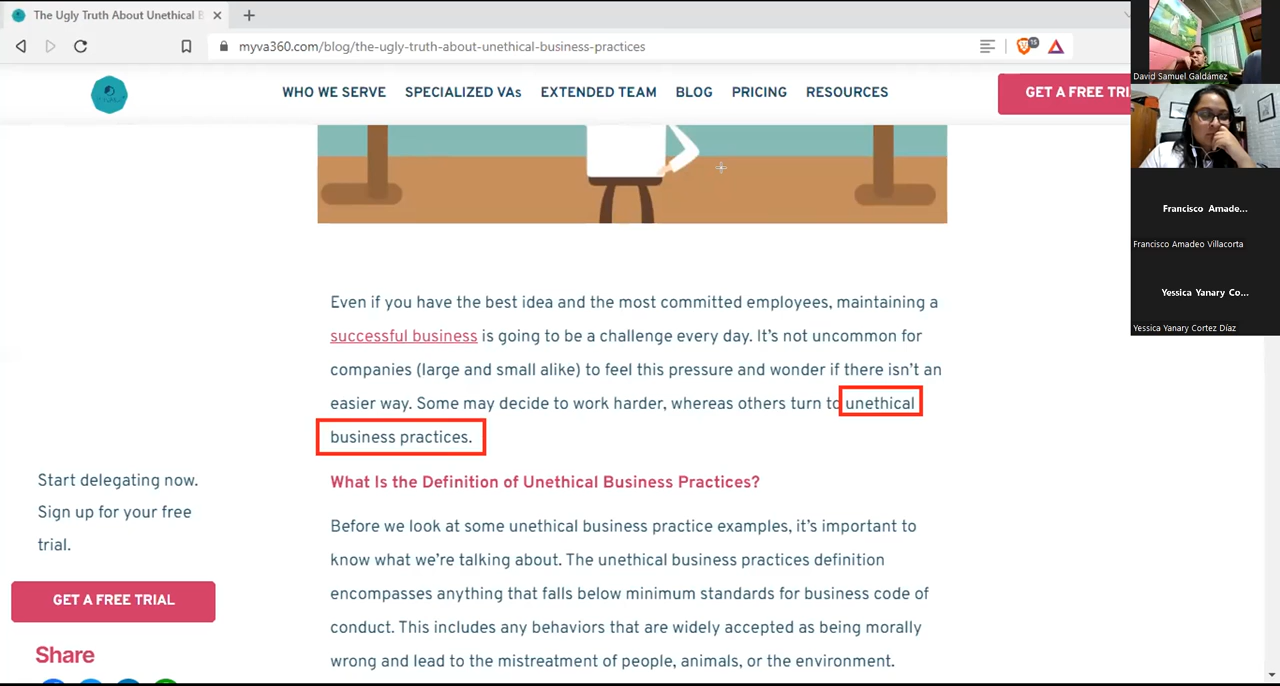 The Ugly Truth About Unethical B
myva360.com/blog/the-ugly-truth-about-unethical-business-practices
15
WHO WE SERVE SPECIALIZED VAs EXTENDED TEAM BLOG PRICING RESOURCES
GET A FREE TRI
David Samuel Galdámez
Francisco Amade...
Francisco Amadeo Villacorta
Yessica Yanary Co...
Yessica Yanary Cortez Díaz
Even if you have the best idea and the most committed employees, maintaining a
successful business is going to be a challenge every day. It’s not uncommon for
companies (large and small alike) to feel this pressure and wonder if there isn’t an
easier way. Some may decide to work harder, whereas others turn to unethical
business practices.
What Is the Definition of Unethical Business Practices?
Before we look at some unethical business practice examples, it’s important to
know what we’re talking about. The unethical business practices definition
encompasses anything that falls below minimum standards for business code of
conduct. This includes any behaviors that are widely accepted as being morally
wrong and lead to the mistreatment of people, animals, or the environment.
Start delegating now.
Sign up for your free
trial.
GET A FREE TRIAL
Share